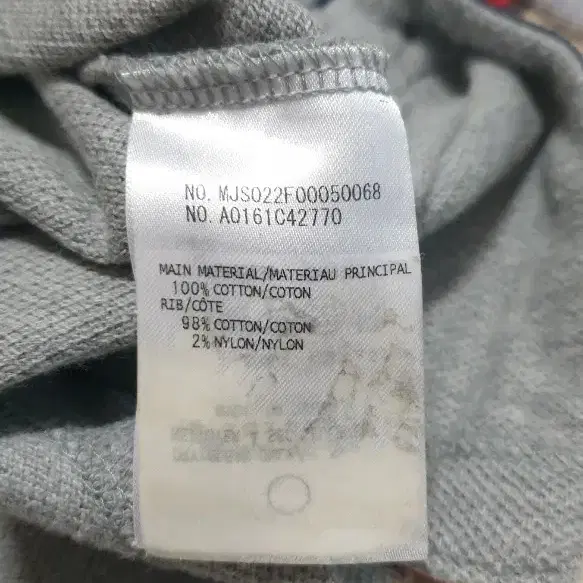 NO. MJS022F00050068
NO. A0161C42770
MAIN MATERIAL/MATERIAU PRINCIPAL
100% COTTON/COTON
RIB/CÔTE
98% COTTON/COTON
2% NYLON/NYLON